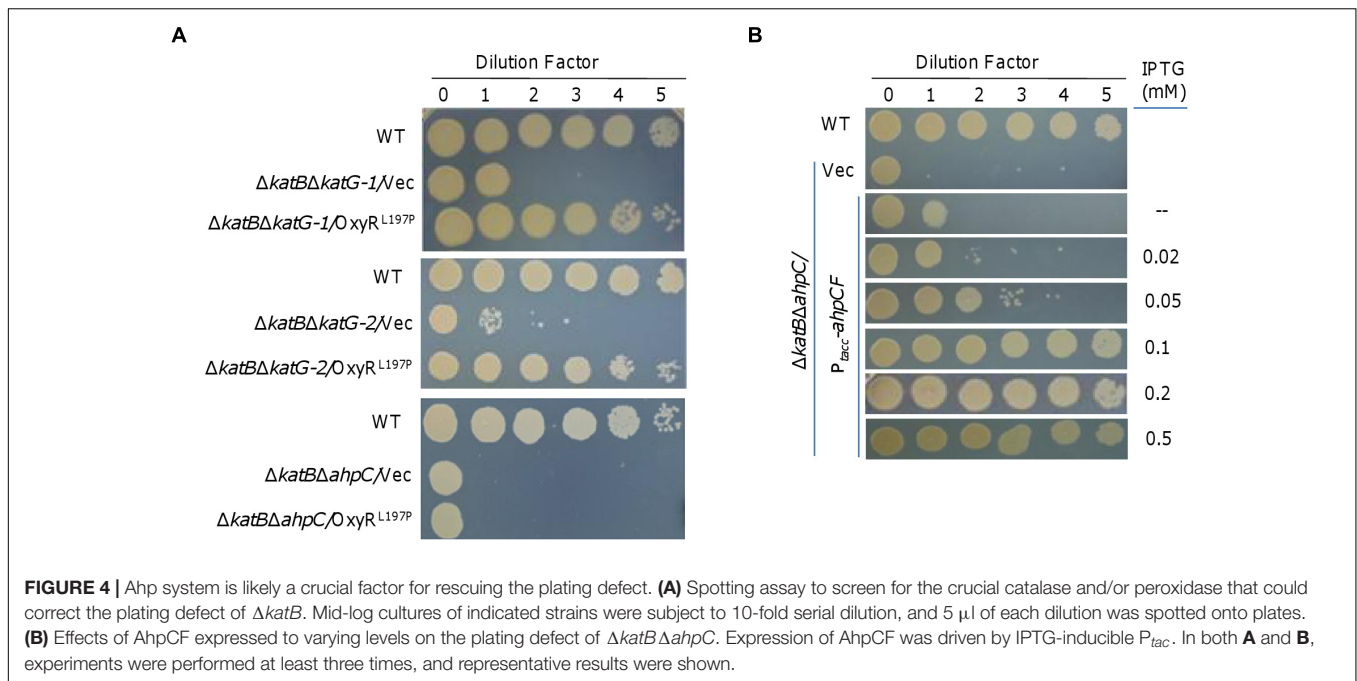 A
Dilution Factor
0 1 2 3 4 5
WT
ΔkatBΔkatG-1/Vec
ΔkatBΔkatG-1/OxyR^L197P
WT
ΔkatBΔkatG-2/Vec
ΔkatBΔkatG-2/OxyR^L197P
WT
ΔkatBΔahpC/Vec
ΔkatBΔahpC/OxyR^L197P
B
Dilution Factor
IPTG
(mM)
0 1 2 3 4 5
WT
Vec
ΔkatBΔahpC/
P_tacc-ahpCF
--
0.02
0.05
0.1
0.2
0.5
FIGURE 4 | Ahp system is likely a crucial factor for rescuing the plating defect. (A) Spotting assay to screen for the crucial catalase and/or peroxidase that could
correct the plating defect of ΔkatB. Mid-log cultures of indicated strains were subject to 10-fold serial dilution, and 5 μl of each dilution was spotted onto plates.
(B) Effects of AhpCF expressed to varying levels on the plating defect of ΔkatBΔahpC. Expression of AhpCF was driven by IPTG-inducible P_tac. In both A and B,
experiments were performed at least three times, and representative results were shown.